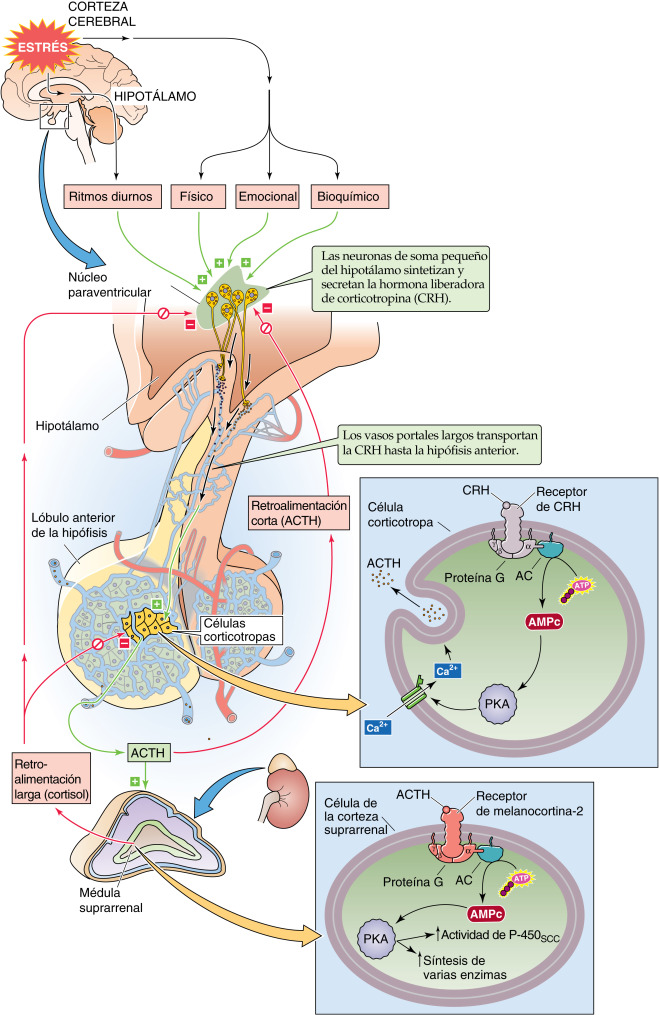 CORTEZA
CEREBRAL
ESTRÉS
HIPOTÁLAMO
Ritmos diurnos
Físico
Emocional
Bioquímico
+
+
+
+
Núcleo
paraventricular
Las neuronas de soma pequeño
del hipotálamo sintetizan y
secretan la hormona liberadora
de corticotropina (CRH).
–
–
Hipotálamo
Los vasos portales largos transportan
la CRH hasta la hipófisis anterior.
Lóbulo anterior
de la hipófisis
Retroalimentación
corta (ACTH)
+
–
Células
corticotropas
Célula
corticotropa
CRH
Receptor
de CRH
ACTH
γ
β
α
Proteína G
AC
ATP
AMPc
Ca2+
PKA
Ca2+
ACTH
+
Retro-
alimentación
larga (cortisol)
Médula
suprarrenal
Célula de
la corteza
suprarrenal
ACTH
Receptor
de melanocortina-2
γ
β
α
Proteína G
AC
ATP
AMPc
PKA
↑Actividad de P-450SCC
↑Síntesis de
varias enzimas